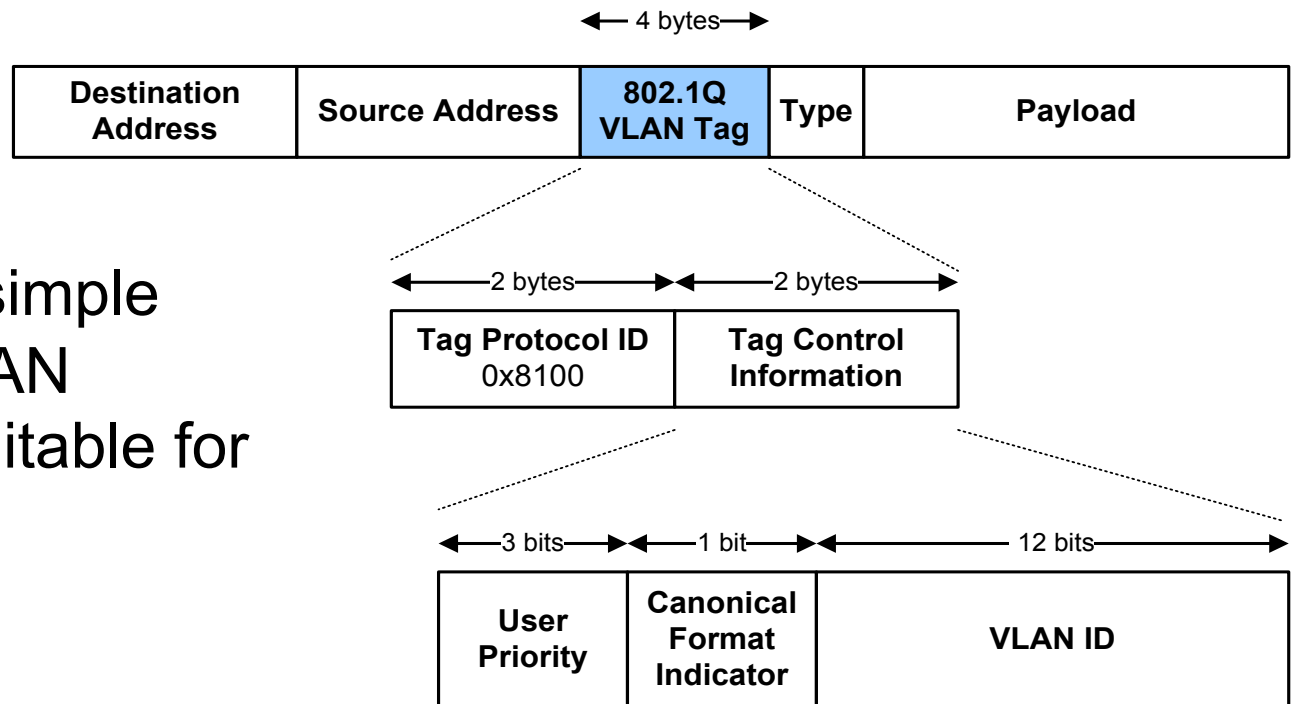 4 bytes
Destination
Address
Source Address
802.1Q
VLAN Tag
Type
Payload
simple
AN
itable for
2 bytes
2 bytes
Tag Protocol ID
0x8100
Tag Control
Information
3 bits
1 bit
12 bits
User
Priority
Canonical
Format
Indicator
VLAN ID